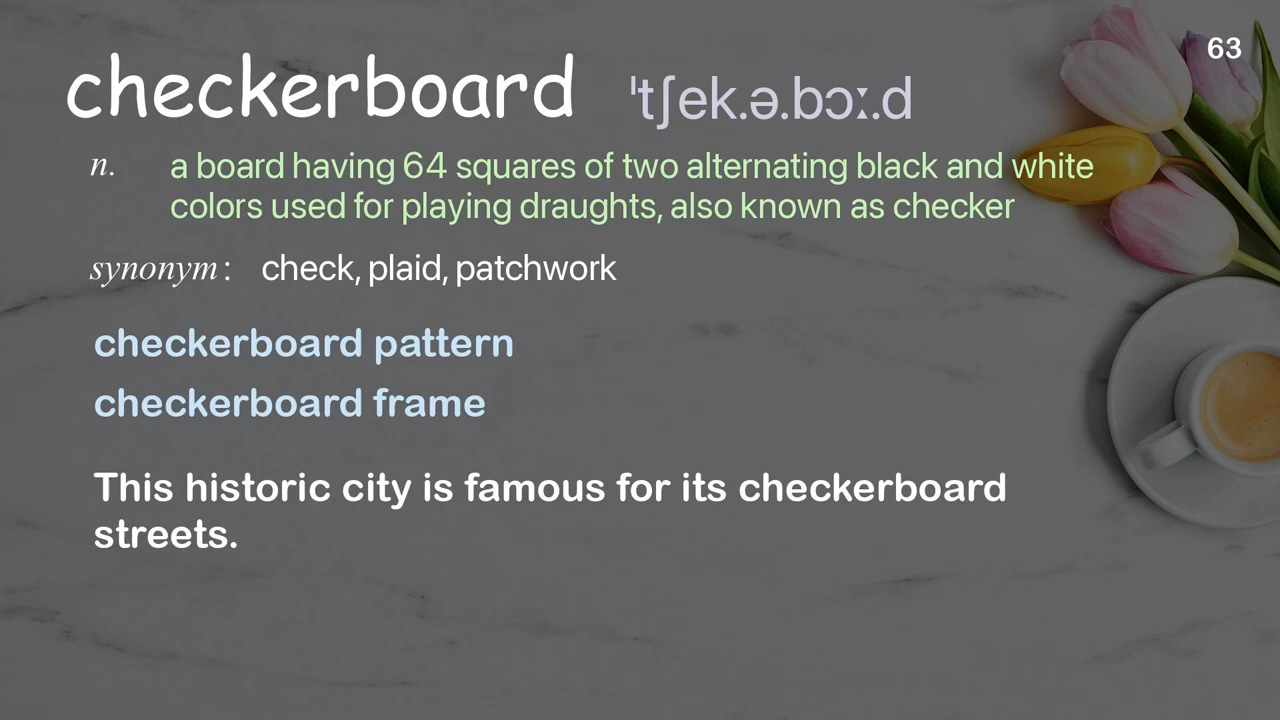 63
checkerboard ˈtʃek.ə.bɔː.d
n. a board having 64 squares of two alternating black and white
colors used for playing draughts, also known as checker
synonym: check, plaid, patchwork
checkerboard pattern
checkerboard frame
This historic city is famous for its checkerboard
streets.